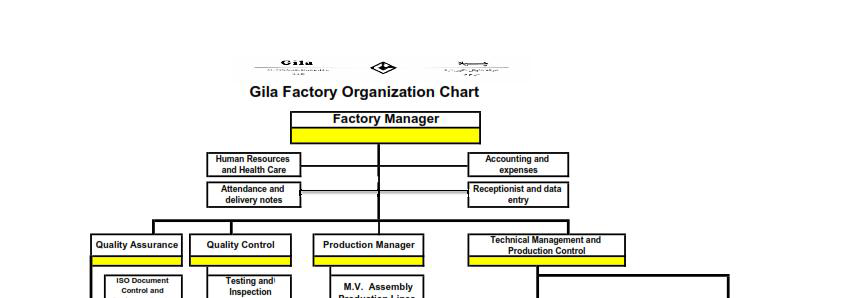 Gila
Gila Factory Organization Chart
Factory Manager
Human Resources
and Health Care
Accounting and
expenses
Attendance and
delivery notes
Receptionist and data
entry
Quality Assurance
Quality Control
Production Manager
Technical Management and
Production Control
ISO Document
Control and
Testing and
Inspection
M.V. Assembly
Production Lines